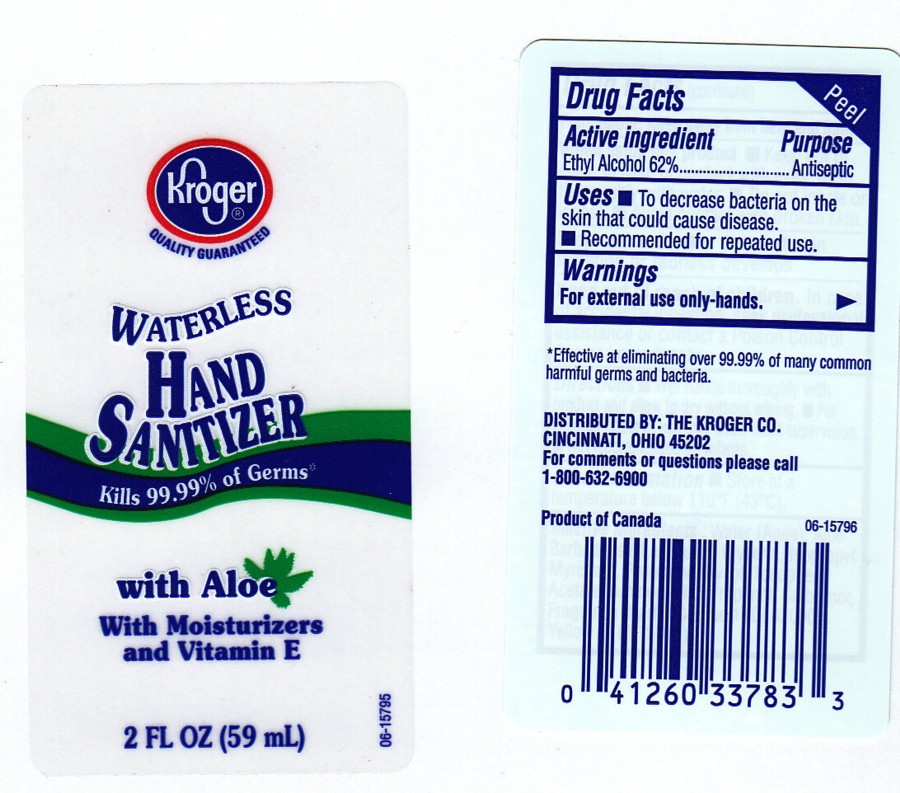 Kroger®
QUALITY GUARANTEED
WATERLESS
HAND
SANITIZER
Kills 99.99% of Germs*
with Aloe
With Moisturizers
and Vitamin E
2 FL OZ (59 mL)
06-15795
Peel
Drug Facts
Active ingredient Purpose
Ethyl Alcohol 62%............................Antiseptic
Uses ■ To decrease bacteria on the
skin that could cause disease.
■ Recommended for repeated use.
Warnings
For external use only-hands. ▶
*Effective at eliminating over 99.99% of many common
harmful germs and bacteria.
DISTRIBUTED BY: THE KROGER CO.
CINCINNATI, OHIO 45202
For comments or questions please call
1-800-632-6900
Product of Canada 06-15796
0 41260 33783 3